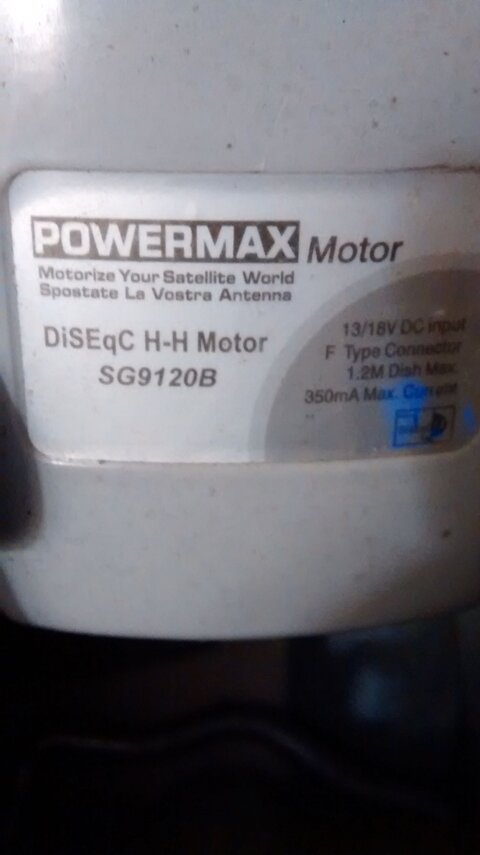 POWERMAX Motor
Motorize Your Satellite World
Spostate La Vostra Antenna
DiSEqC H-H Motor
SG9120B
13/18V DC input
F Type Connector
1.2M Dish Max.
350mA Max. Current